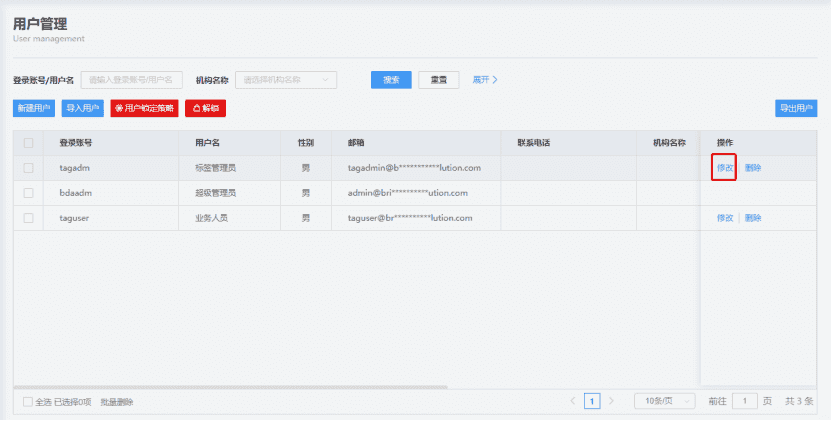 用户管理
User management
登录账号/用户名 请输入登录账号/用户名 机构名称 请选择机构名称 搜索 重置 展开
新建用户 导入用户 用户锁定策略 解锁 导出用户
登录账号 用户名 性别 邮箱 联系电话 机构名称 操作
tagadm 标签管理员 男 tagadmin@b***********lution.com 修改 删除
bdaadm 超级管理员 男 admin@bri**********ution.com
taguser 业务人员 男 taguser@br**********lution.com 修改 删除
全选 已选择0项 批量删除 1 10条/页 前往 1 页 共 3 条